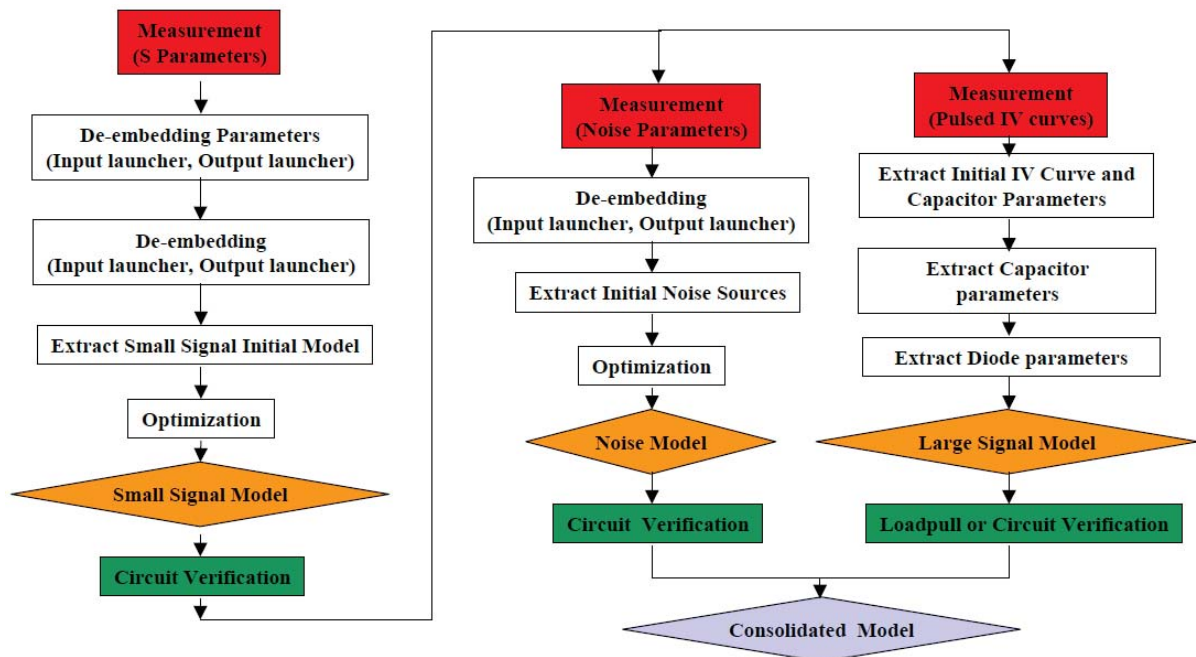 Measurement
(S Parameters)
De-embedding Parameters
(Input launcher, Output launcher)
De-embedding
(Input launcher, Output launcher)
Extract Small Signal Initial Model
Optimization
Small Signal Model
Circuit Verification
Measurement
(Noise Parameters)
De-embedding
(Input launcher, Output launcher)
Extract Initial Noise Sources
Optimization
Noise Model
Circuit Verification
Measurement
(Pulsed IV curves)
Extract Initial IV Curve and
Capacitor Parameters
Extract Capacitor
parameters
Extract Diode parameters
Large Signal Model
Loadpull or Circuit Verification
Consolidated Model